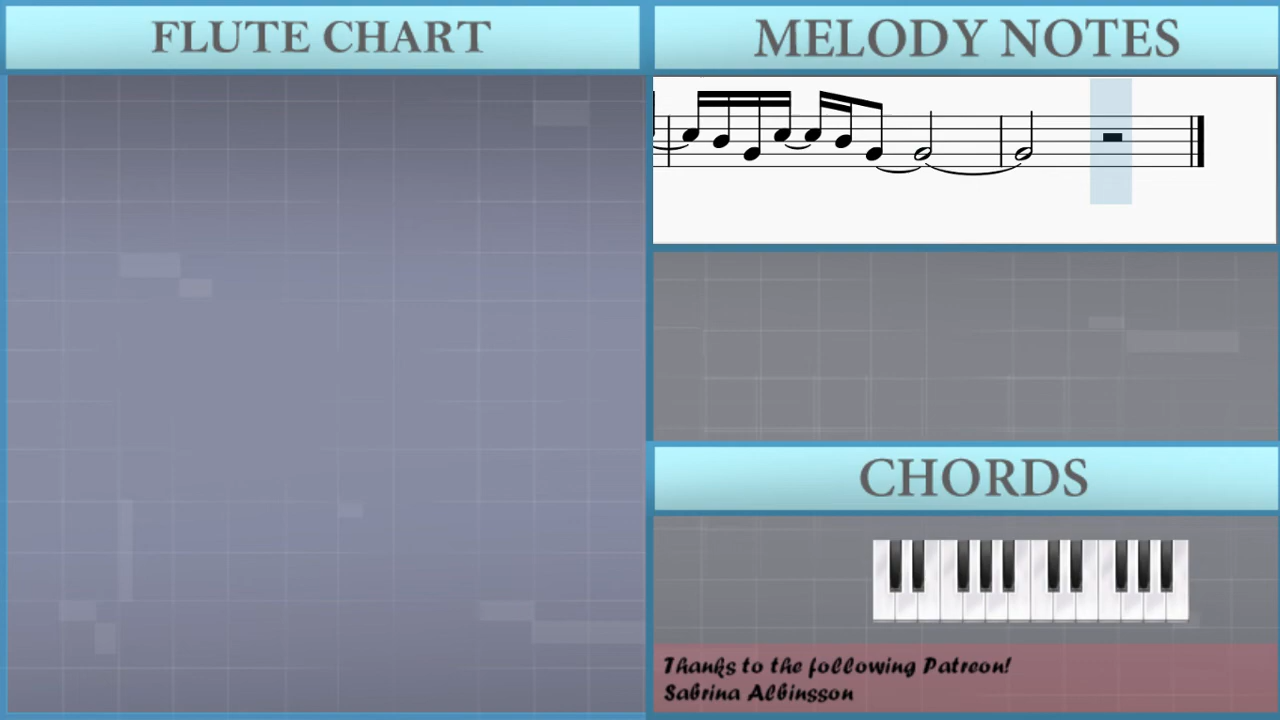 FLUTE CHART
MELODY NOTES
CHORDS
Thanks to the following Patreon!
Sabrina Albinsson